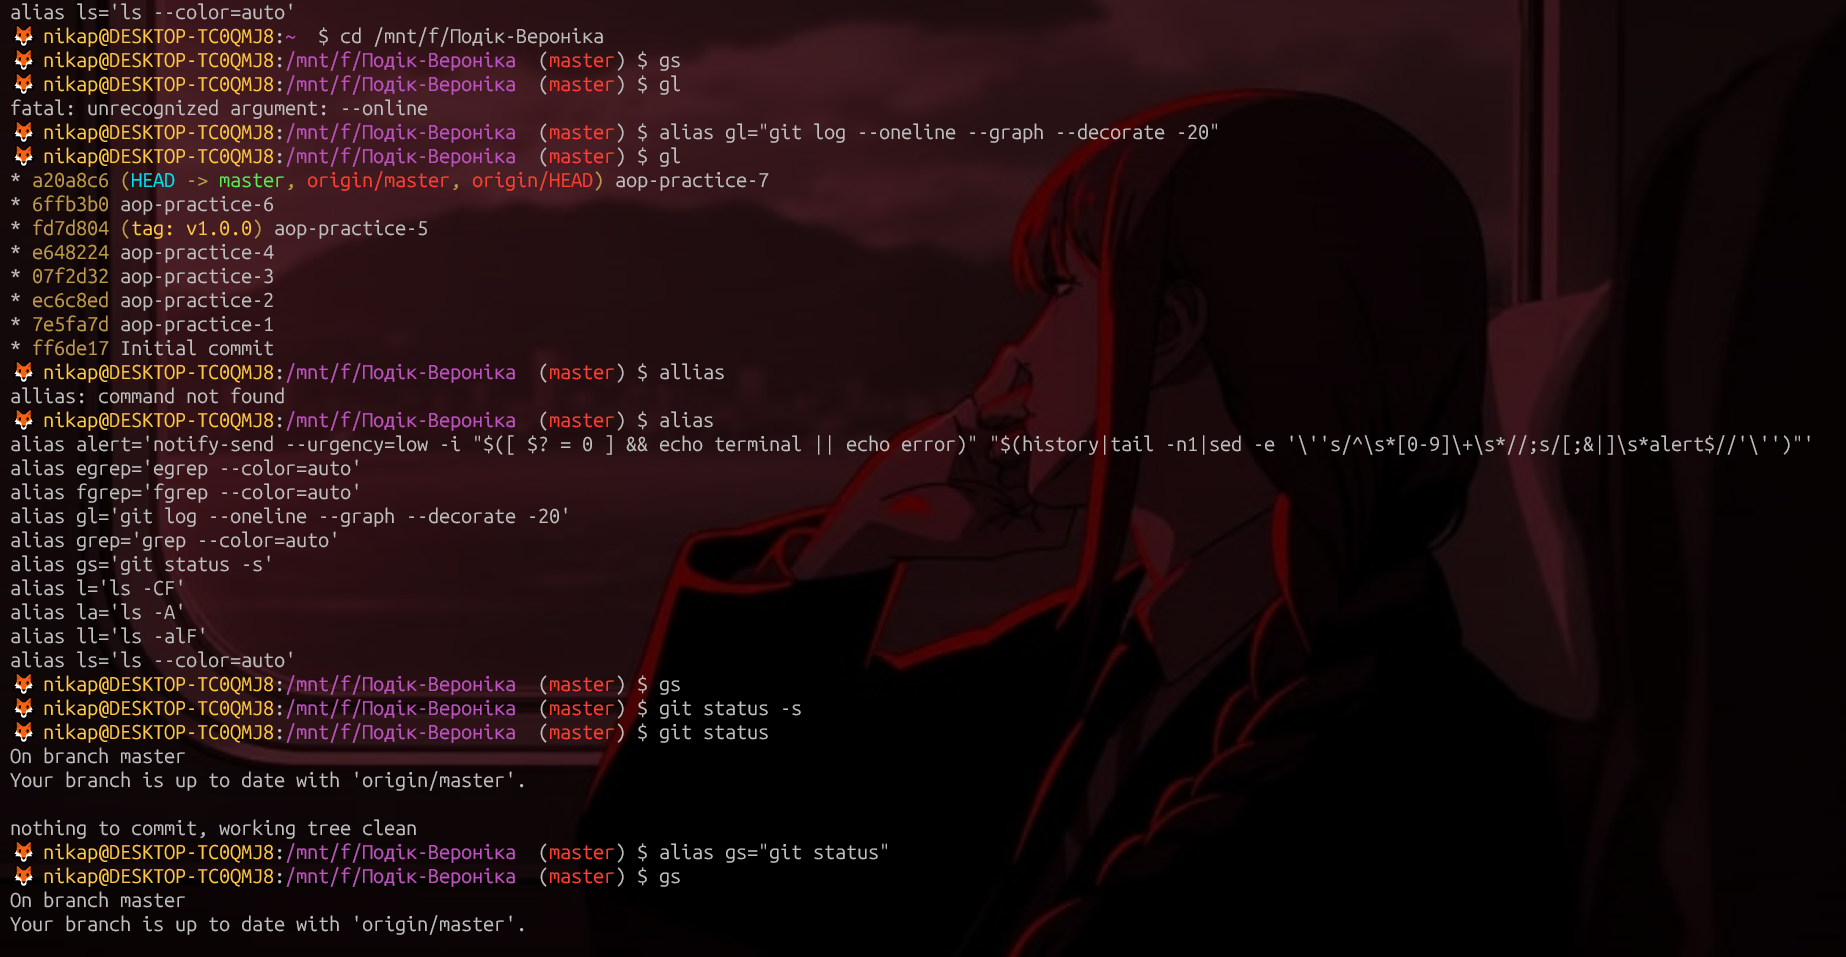 alias ls='ls --color=auto'
🦊 nikap@DESKTOP-TC0QMJ8:~  $ cd /mnt/f/Подік-Вероніка
🦊 nikap@DESKTOP-TC0QMJ8:/mnt/f/Подік-Вероніка  (master) $ gs
🦊 nikap@DESKTOP-TC0QMJ8:/mnt/f/Подік-Вероніка  (master) $ gl
fatal: unrecognized argument: --online
🦊 nikap@DESKTOP-TC0QMJ8:/mnt/f/Подік-Вероніка  (master) $ alias gl="git log --oneline --graph --decorate -20"
🦊 nikap@DESKTOP-TC0QMJ8:/mnt/f/Подік-Вероніка  (master) $ gl
* a20a8c6 (HEAD -> master, origin/master, origin/HEAD) aop-practice-7
* 6ffb3b0 aop-practice-6
* fd7d804 (tag: v1.0.0) aop-practice-5
* e648224 aop-practice-4
* 07f2d32 aop-practice-3
* ec6c8ed aop-practice-2
* 7e5fa7d aop-practice-1
* ff6de17 Initial commit
🦊 nikap@DESKTOP-TC0QMJ8:/mnt/f/Подік-Вероніка  (master) $ allias
allias: command not found
🦊 nikap@DESKTOP-TC0QMJ8:/mnt/f/Подік-Вероніка  (master) $ alias
alias alert='notify-send --urgency=low -i "$([ $? = 0 ] && echo terminal || echo error)" "$(history|tail -n1|sed -e '\''s/^\s*[0-9]\+\s*//;s/[;&|]\s*alert$//'\'')"'
alias egrep='egrep --color=auto'
alias fgrep='fgrep --color=auto'
alias gl='git log --oneline --graph --decorate -20'
alias grep='grep --color=auto'
alias gs='git status -s'
alias l='ls -CF'
alias la='ls -A'
alias ll='ls -alF'
alias ls='ls --color=auto'
🦊 nikap@DESKTOP-TC0QMJ8:/mnt/f/Подік-Вероніка  (master) $ gs
🦊 nikap@DESKTOP-TC0QMJ8:/mnt/f/Подік-Вероніка  (master) $ git status -s
🦊 nikap@DESKTOP-TC0QMJ8:/mnt/f/Подік-Вероніка  (master) $ git status
On branch master
Your branch is up to date with 'origin/master'.

nothing to commit, working tree clean
🦊 nikap@DESKTOP-TC0QMJ8:/mnt/f/Подік-Вероніка  (master) $ alias gs="git status"
🦊 nikap@DESKTOP-TC0QMJ8:/mnt/f/Подік-Вероніка  (master) $ gs
On branch master
Your branch is up to date with 'origin/master'.